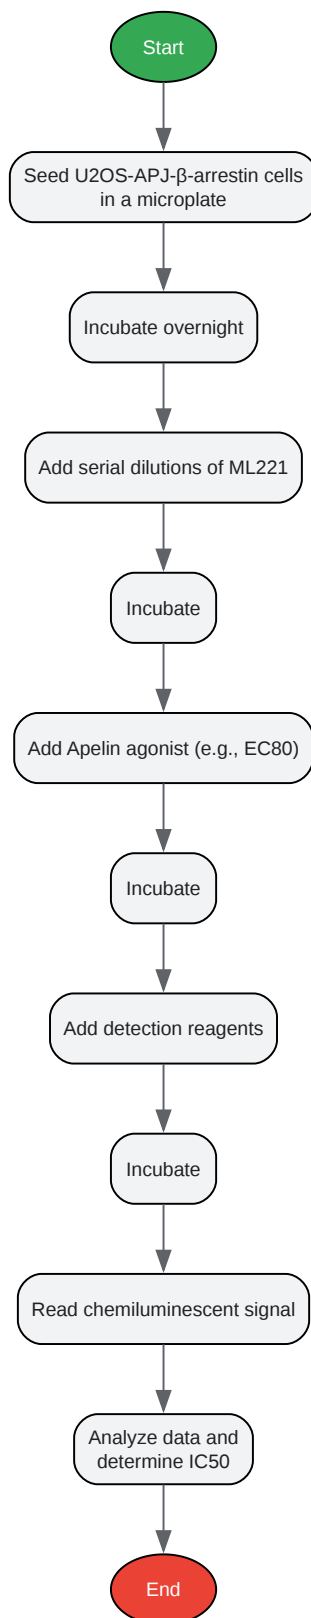 Start
Seed U2OS-APJ-β-arrestin cells
in a microplate
Incubate overnight
Add serial dilutions of ML221
Incubate
Add Apelin agonist (e.g., EC80)
Incubate
Add detection reagents
Incubate
Read chemiluminescent signal
Analyze data and
determine IC50
End